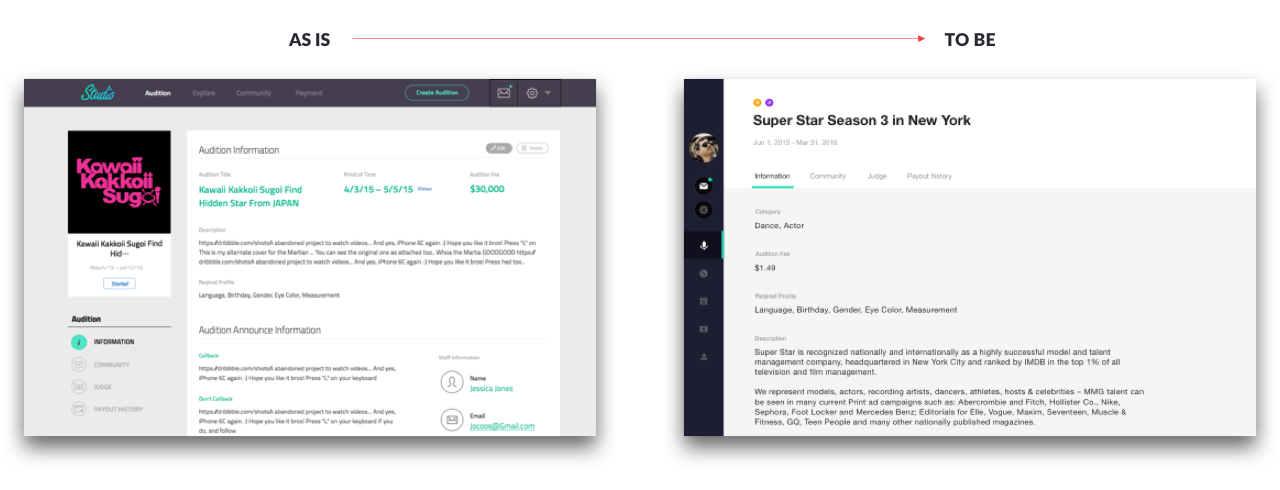 AS IS
TO BE
Studio
Audition
Explore
Community
Payment
Create Audition
Kawaii
Kakkoii
Sugoi
Kawaii Kakkoii Sugoi Find
Hid···
Started
Audition
INFORMATION
COMMUNITY
JUDGE
PAYOUT HISTORY
Audition Information
Edit
Delete
Audition Title
Priod of Time
Audition Fee
Kawaii Kakkoii Sugoi Find
Hidden Star From JAPAN
4/3/15 – 5/5/15
$30,000
Description
https://dribbble.com/shotsA abandoned project to watch videos... And yes, iPhone 6C again. :) Hope you like it bros! Press "L" on
This is my alternate cover for the Martian .. You can see the original one as attached too.. Whoa the Martia GOODGOOD https://
dribbble.com/shotsA abandoned project to watch videos... And yes, iPhone 6C again. :) Hope you like it bros! Press hed too..
Reqired Profile
Language, Birthday, Gender, Eye Color, Measurement
Audition Announce Information
Callback
https://dribbble.com/shotsA abandoned project to watch videos... And yes,
iPhone 6C again. :) Hope you like it bros! Press "L" on your keyboard
Don't Callback
https://dribbble.com/shotsA abandoned project to watch videos... And yes,
iPhone 6C again. :) Hope you like it bros! Press "L" on your keyboard if you
do, and follow
Staff Information
Name
Jessica Jones
Email
Jocoos@Gmail.com
Super Star Season 3 in New York
Jun 1. 2015 - Mar 31. 2016
Information
Community
Judge
Payout history
Category
Dance, Actor
Audition Fee
$1.49
Reqired Profile
Language, Birthday, Gender, Eye Color, Measurement
Description
Super Star is recognized nationally and internationally as a highly successful model and talent
management company, headquartered in New York City and ranked by IMDB in the top 1% of all
television and film management.
We represent models, actors, recording artists, dancers, athletes, hosts & celebrities – MMG talent can
be seen in many current Print ad campaigns such as: Abercrombie and Fitch, Hollister Co., Nike,
Sephora, Foot Locker and Mercedes Benz; Editorials for Elle, Vogue, Maxim, Seventeen, Muscle &
Fitness, GQ, Teen People and many other nationally published magazines.